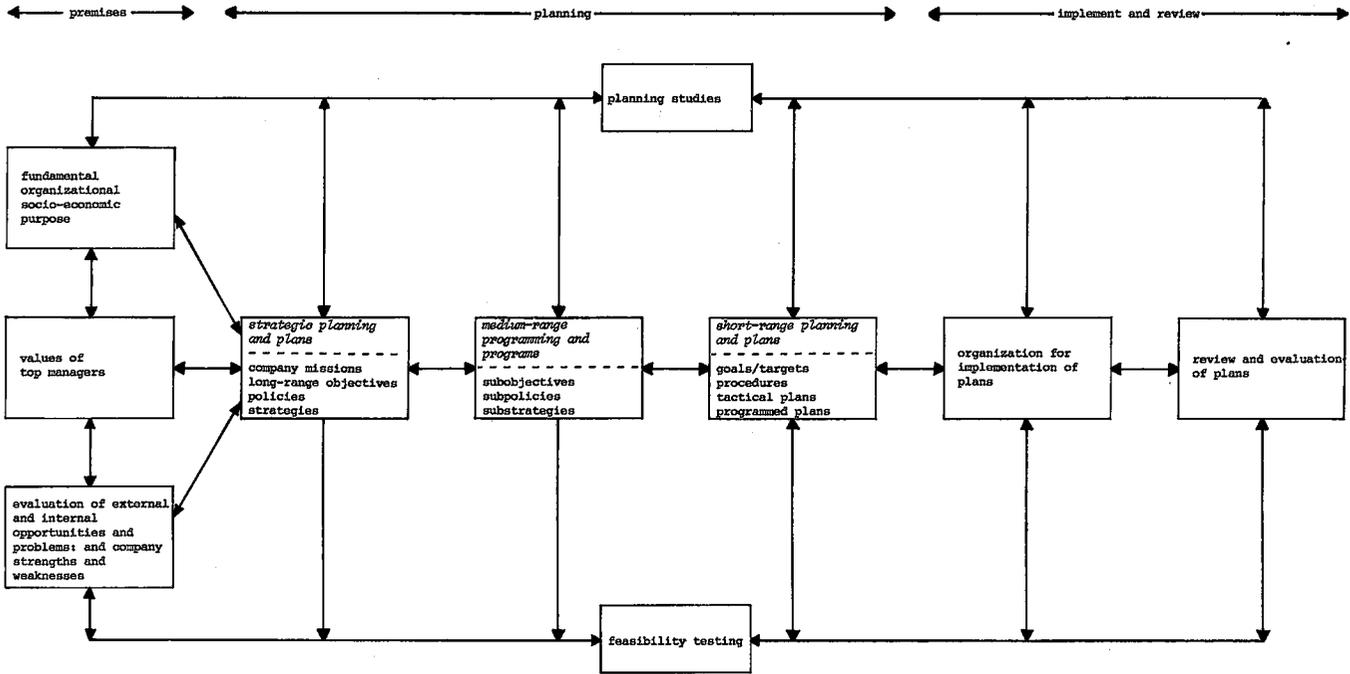 premises
planning
implement and review
planning studies
fundamental
organizational
socio-economic
purpose
values of
top managers
evaluation of external
and internal
opportunities and
problems: and company
strengths and
weaknesses
strategic planning
and plans
company missions
long-range objectives
policies
strategies
medium-range
programming and
programs
subobjectives
subpolicies
substrategies
short-range planning
and plans
goals/targets
procedures
tactical plans
programmed plans
organization for
implementation of
plans
review and evaluation
of plans
feasibility testing